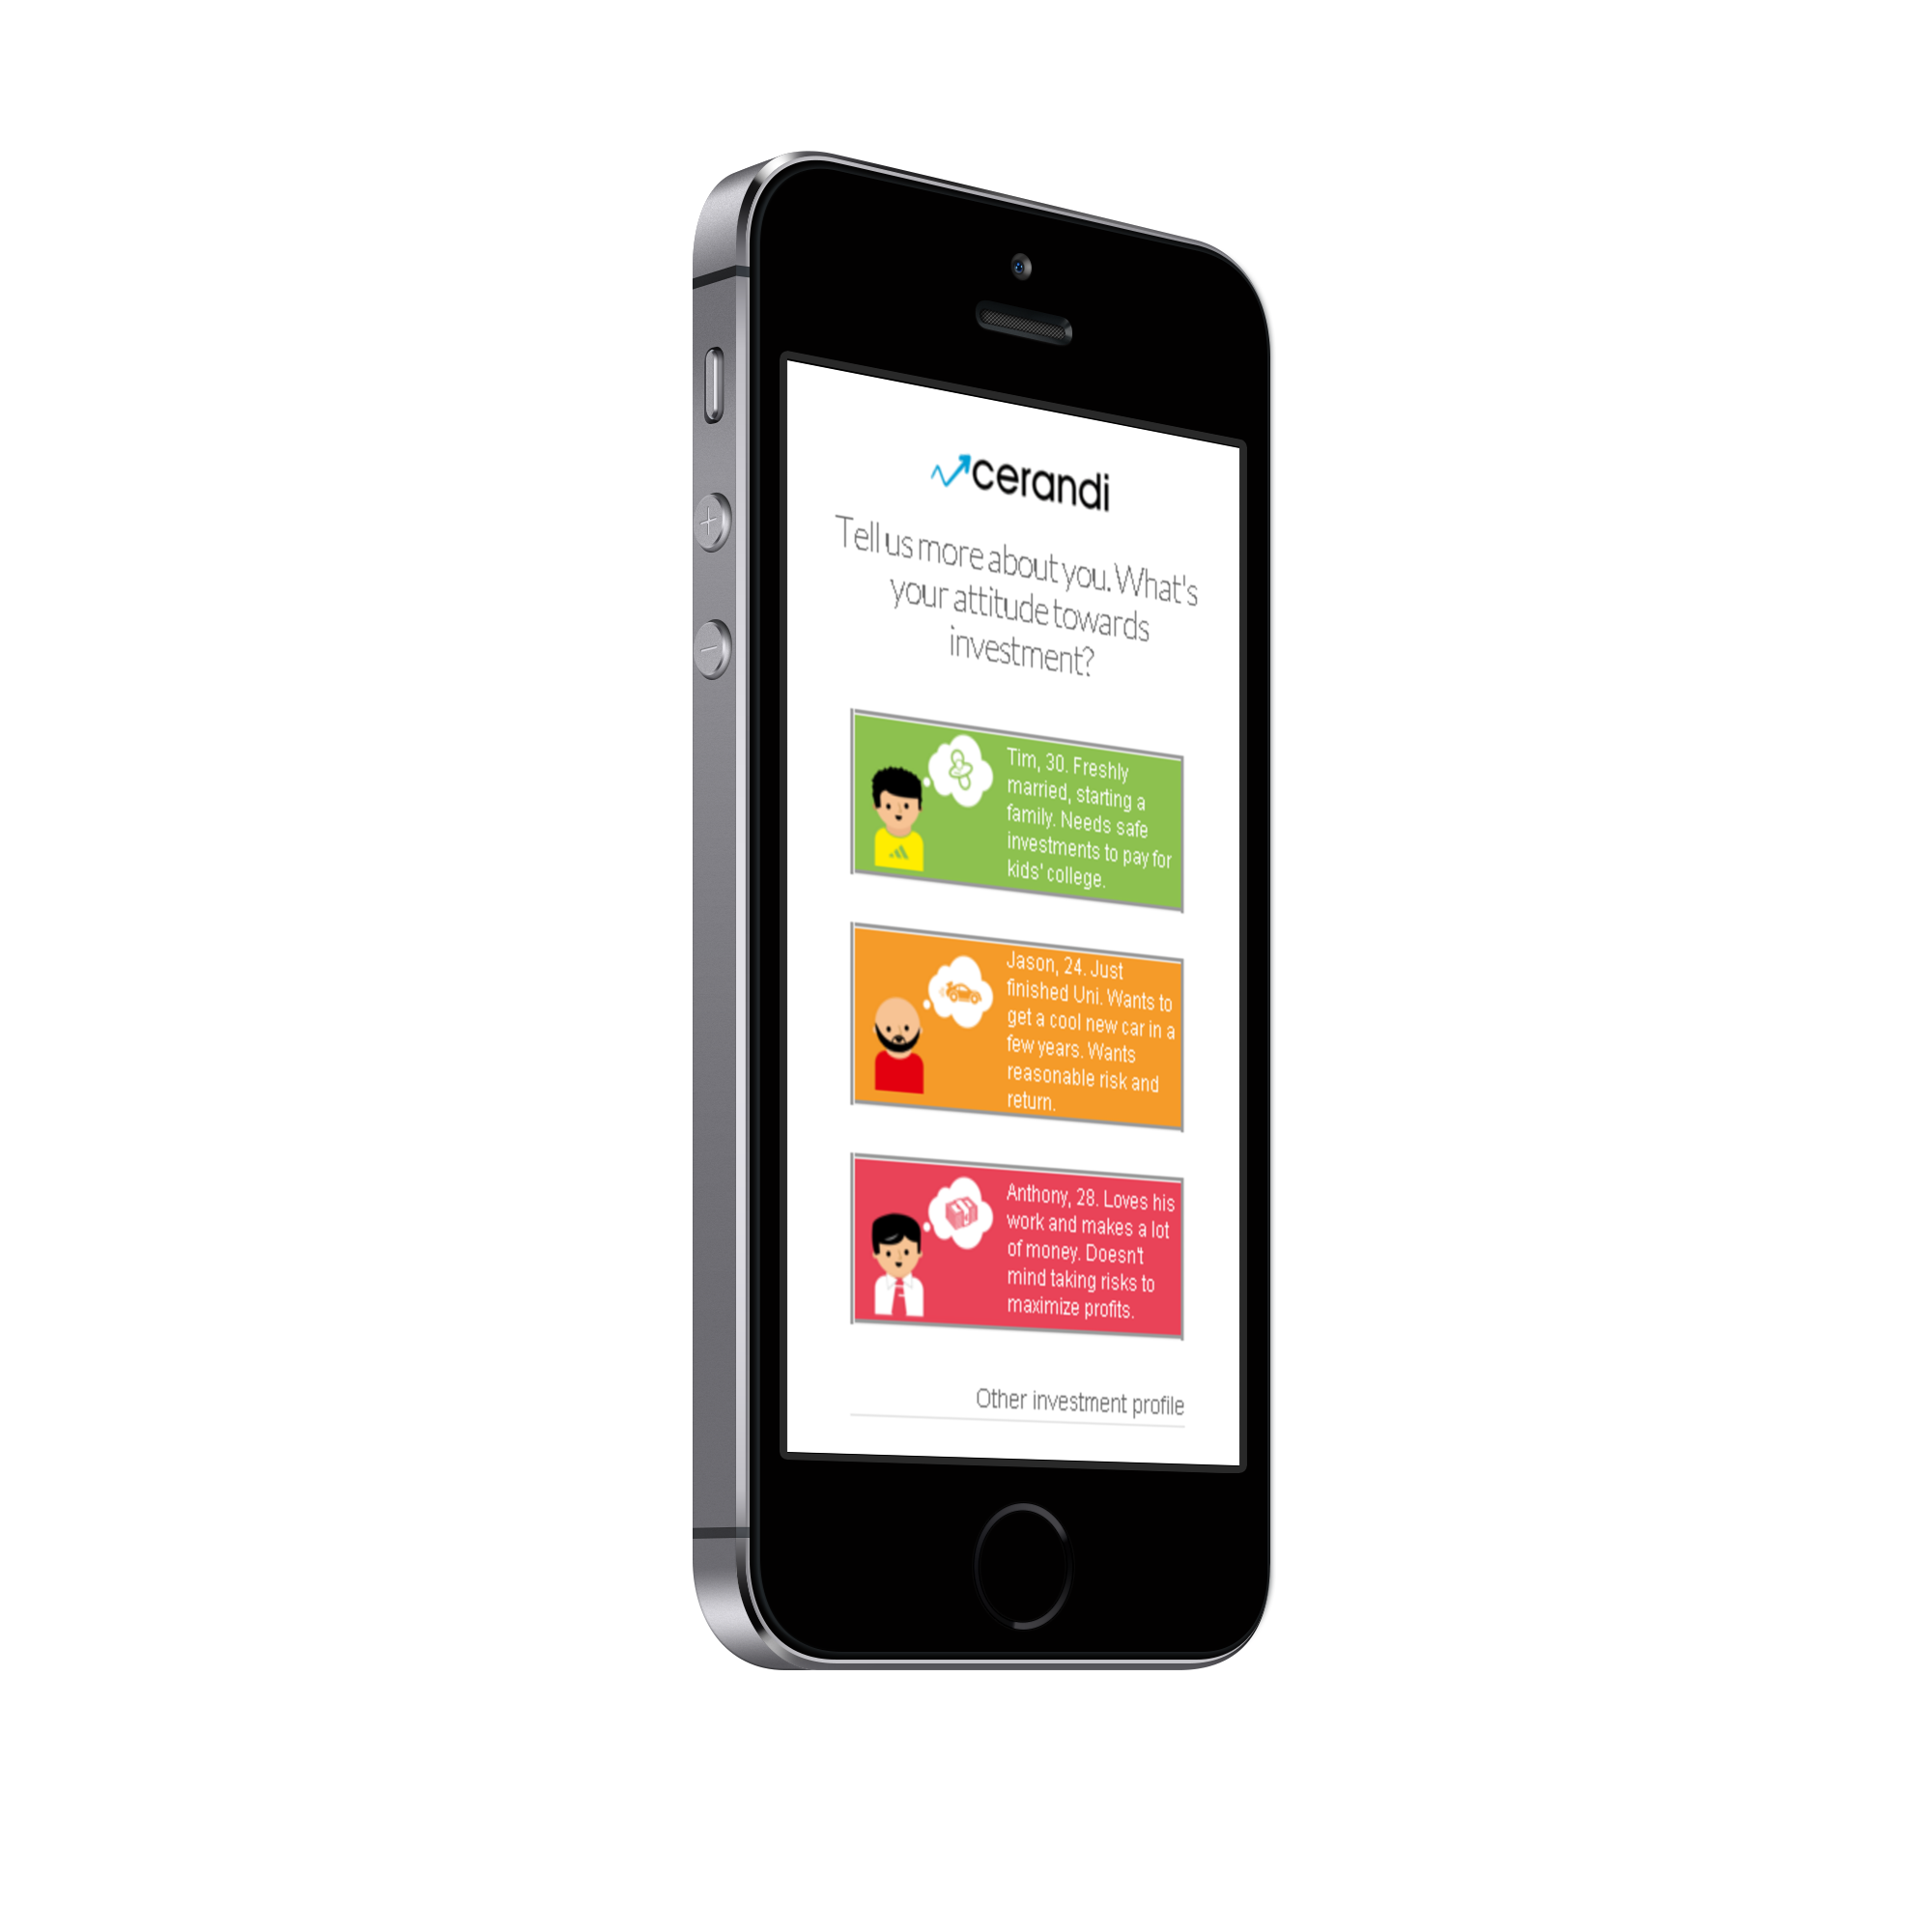 cerandi
Tell us more about you. What's
your attitude towards
investment?
Tim, 30. Freshly
married, starting a
family. Needs safe
investments to pay for
kids' college.
Jason, 24. Just
finished Uni. Wants to
get a cool new car in a
few years. Wants
reasonable risk and
return.
Anthony, 28. Loves his
work and makes a lot
of money. Doesn't
mind taking risks to
maximize profits.
Other investment profile